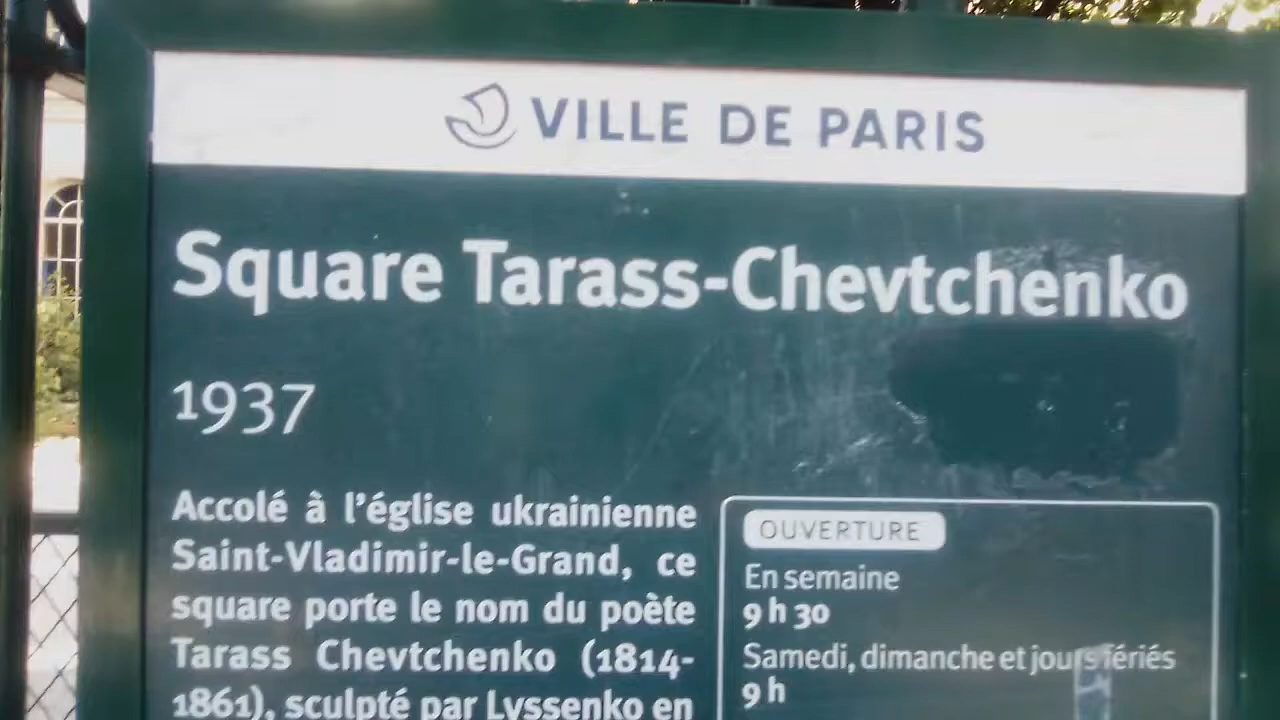 VILLE DE PARIS
Square Tarass-Chevtchenko
1937
Accolé à l'église ukrainienne
Saint-Vladimir-le-Grand, ce
square porte le nom du poète
Tarass Chevtchenko (1814-
1861), sculpté par Lyssenko en
OUVERTURE
En semaine
9 h 30
Samedi, dimanche et jours fériés
9 h